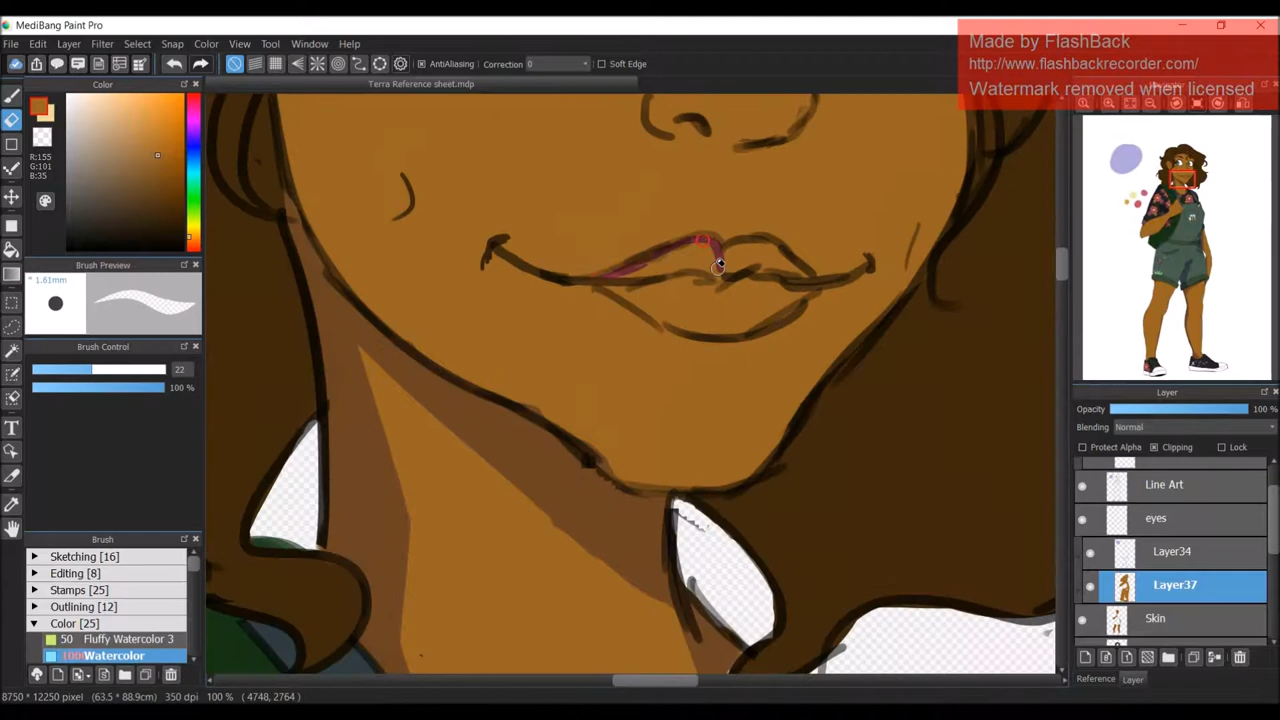 MediBang Paint Pro
Made by FlashBack
http://www.flashbackrecorder.com/
Watermark removed when licensed
File Edit Layer Filter Select Snap Color View Tool Window Help
AntiAliasing Correction 0 Soft Edge
Color
Terra Reference sheet.mdp
R:155
G:101
B:35
Brush Preview
* 1.61mm
Brush Control
22
100 %
Brush
Sketching [16]
Editing [8]
Stamps [25]
Outlining [12]
Color [25]
50 Fluffy Watercolor 3
Watercolor
Layer
Opacity 100 %
Blending Normal
Protect Alpha Clipping Lock
Line Art
eyes
Layer34
Layer37
Skin
Reference Layer
8750 * 12250 pixel (63.5 * 88.9cm) 350 dpi 100 % ( 4748, 2764 )